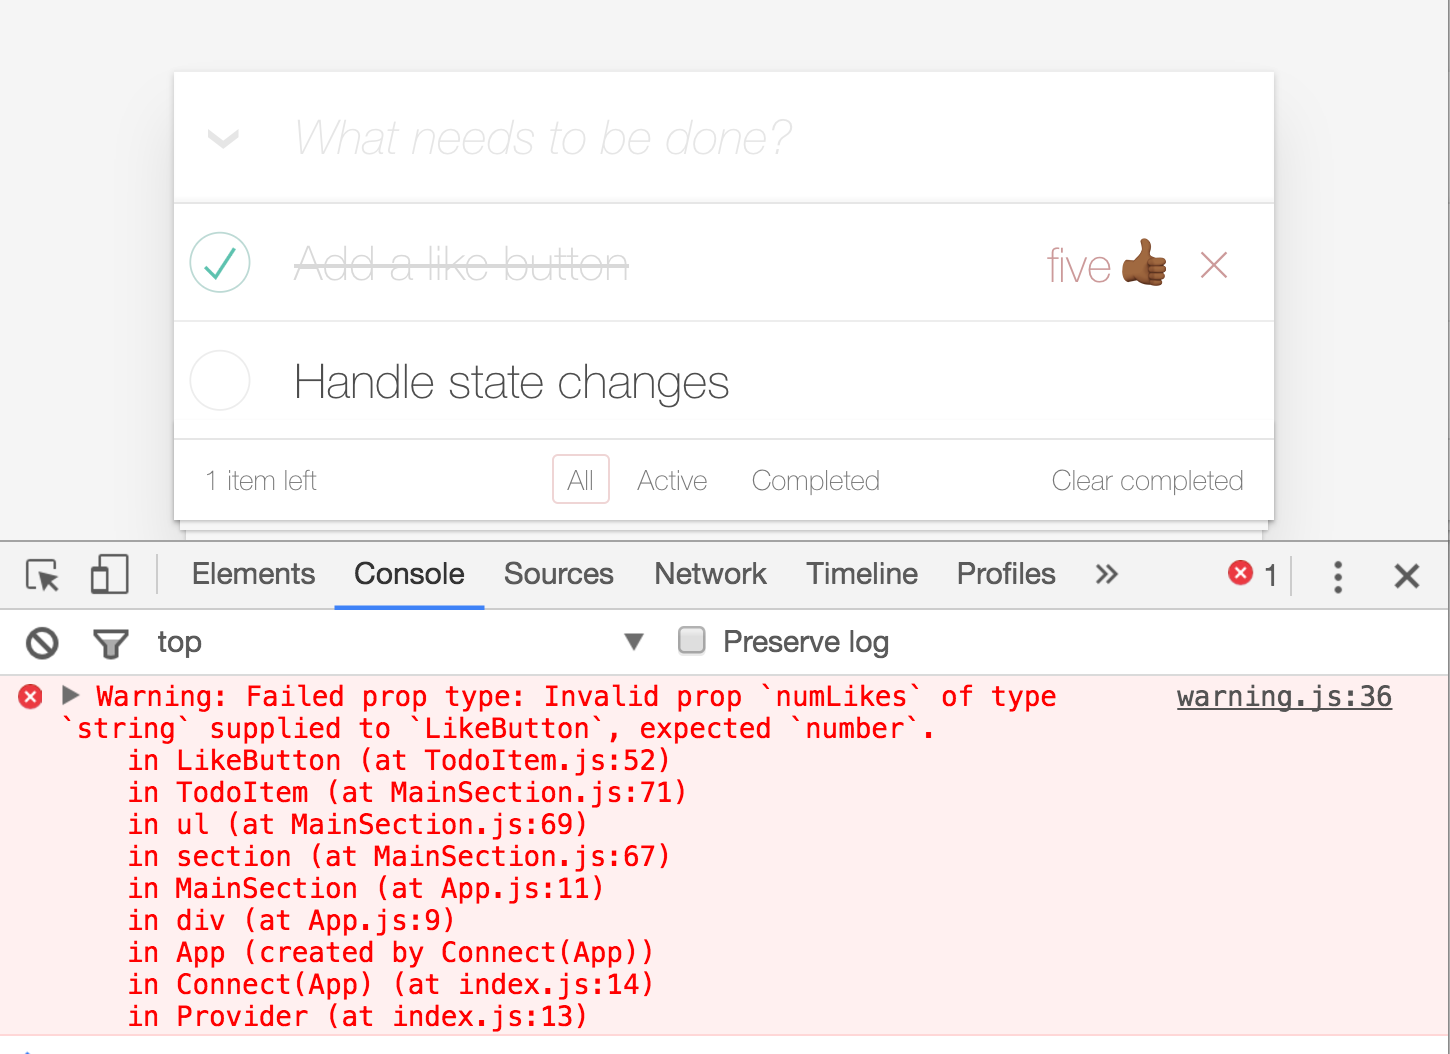 What needs to be done?
Add a like button five
Handle state changes
1 item left All Active Completed Clear completed
Elements Console Sources Network Timeline Profiles 1
top Preserve log
Warning: Failed prop type: Invalid prop `numLikes` of type warning.js:36
`string` supplied to `LikeButton`, expected `number`.
in LikeButton (at TodoItem.js:52)
in TodoItem (at MainSection.js:71)
in ul (at MainSection.js:69)
in section (at MainSection.js:67)
in MainSection (at App.js:11)
in div (at App.js:9)
in App (created by Connect(App))
in Connect(App) (at index.js:14)
in Provider (at index.js:13)